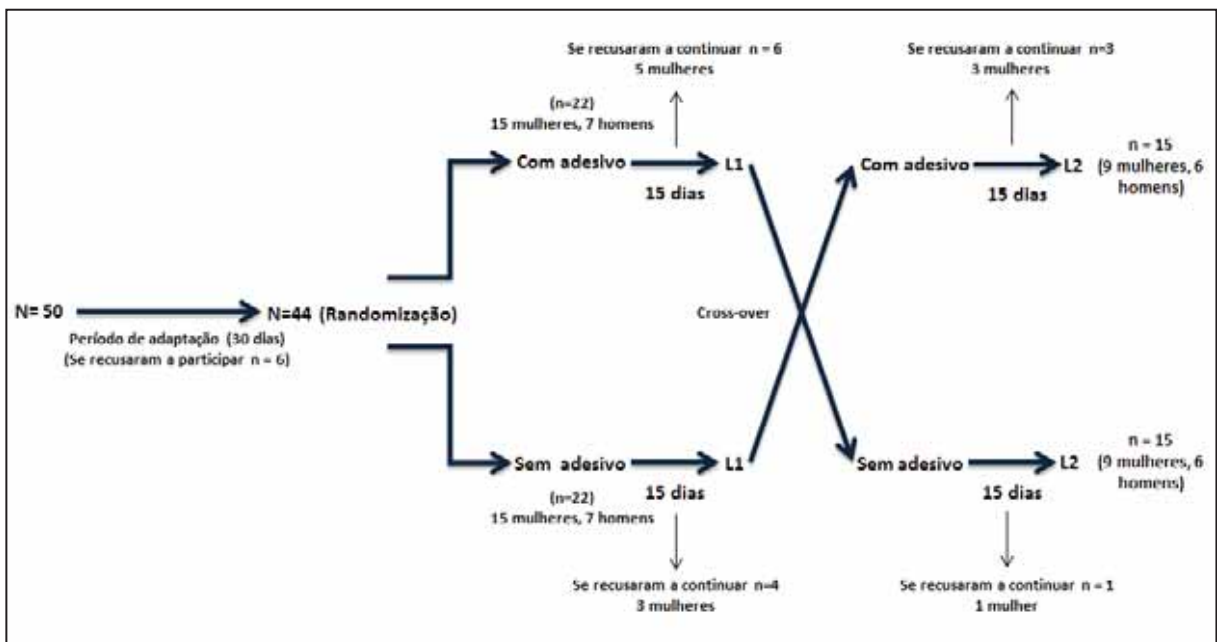 N= 50
Período de adaptação (30 dias)
(Se recusaram a participar n = 6)
N=44 (Randomização)
(n=22)
15 mulheres, 7 homens
Com adesivo
15 dias
L1
Se recusaram a continuar n = 6
5 mulheres
Sem adesivo
15 dias
L1
(n=22)
15 mulheres, 7 homens
Se recusaram a continuar n=4
3 mulheres
Cross-over
Se recusaram a continuar n=3
3 mulheres
Com adesivo
15 dias
L2
n = 15
(9 mulheres, 6
homens)
Sem adesivo
15 dias
L2
n = 15
(9 mulheres, 6
homens)
Se recusaram a continuar n = 1
1 mulher